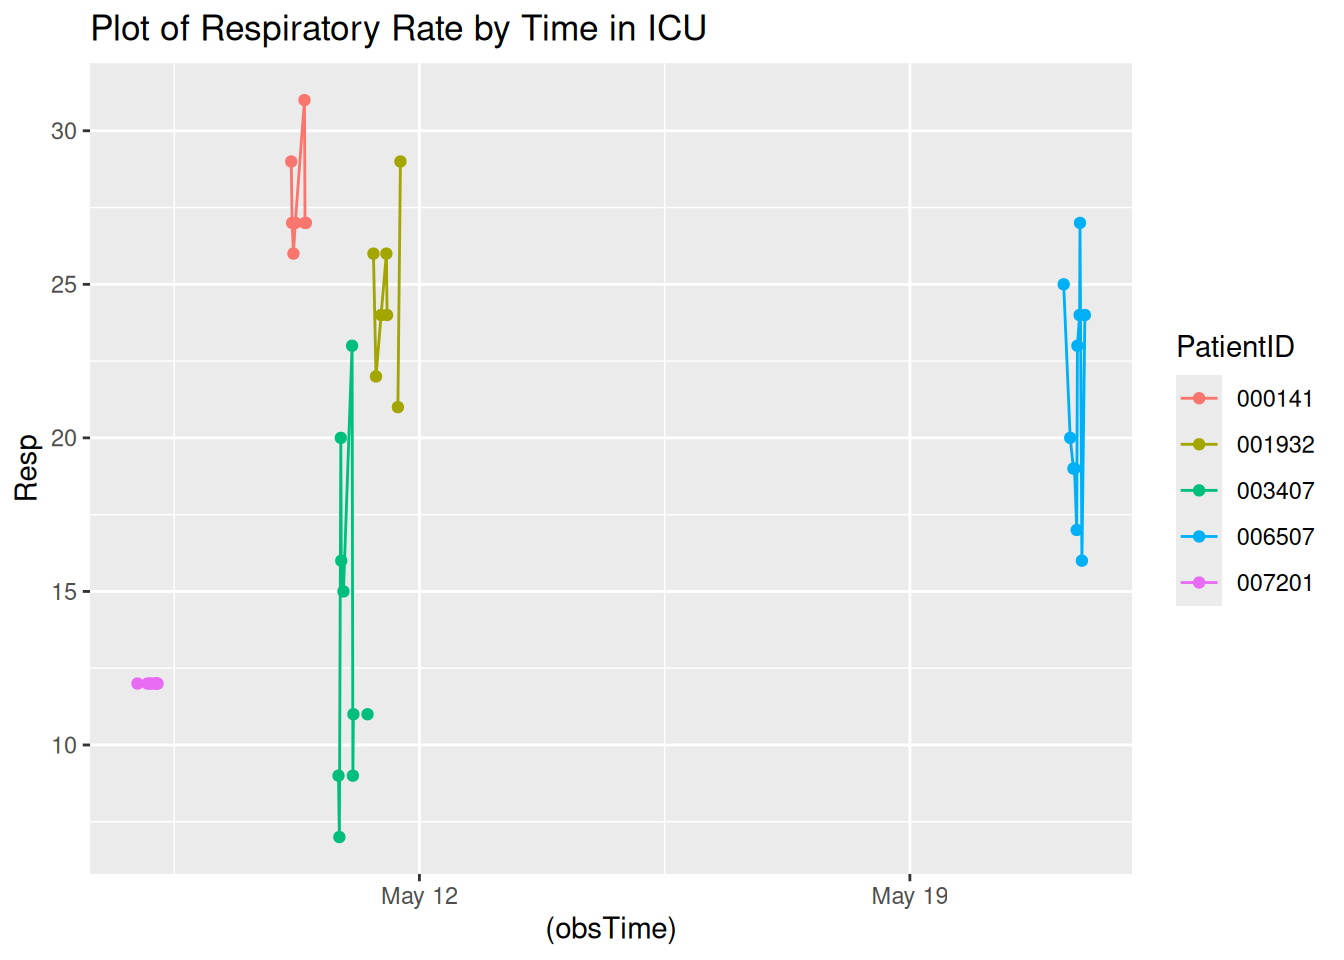 Plot of Respiratory Rate by Time in ICU
30
25
20
15
10
Resp
May 12
May 19
(obsTime)
PatientID
000141
001932
003407
006507
007201